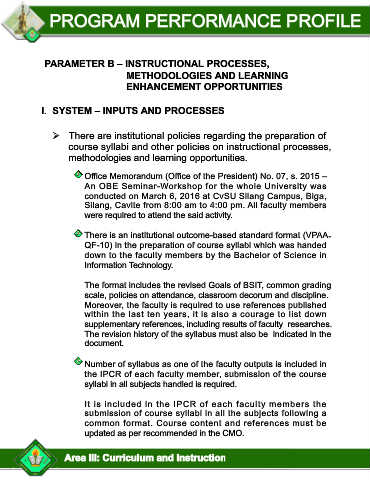 PROGRAM PERFORMANCE PROFILE
PARAMETER B – INSTRUCTIONAL PROCESSES,
METHODOLOGIES AND LEARNING
ENHANCEMENT OPPORTUNITIES
I. SYSTEM – INPUTS AND PROCESSES
➢ There are institutional policies regarding the preparation of
course syllabi and other policies on instructional processes,
methodologies and learning opportunities.
Office Memorandum (Office of the President) No. 07, s. 2015 –
An OBE Seminar-Workshop for the whole University was
conducted on March 6, 2016 at CvSU Silang Campus, Biga,
Silang, Cavite from 8:00 am to 4:00 pm. All faculty members
were required to attend the said activity.
There is an institutional outcome-based standard format (VPAA-
QF-10) in the preparation of course syllabi which was handed
down to the faculty members by the Bachelor of Science in
Information Technology.
The format includes the revised Goals of BSIT, common grading
scale, policies on attendance, classroom decorum and discipline.
Moreover, the faculty is required to use references published
within the last ten years, it is also a courage to list down
supplementary references, including results of faculty researches.
The revision history of the syllabus must also be indicated in the
document.
Number of syllabus as one of the faculty outputs is included in
the IPCR of each faculty member, submission of the course
syllabi in all subjects handled is required.
It is included in the IPCR of each faculty members the
submission of course syllabi in all the subjects following a
common format. Course content and references must be
updated as per recommended in the CMO.
Area III: Curriculum and Instruction